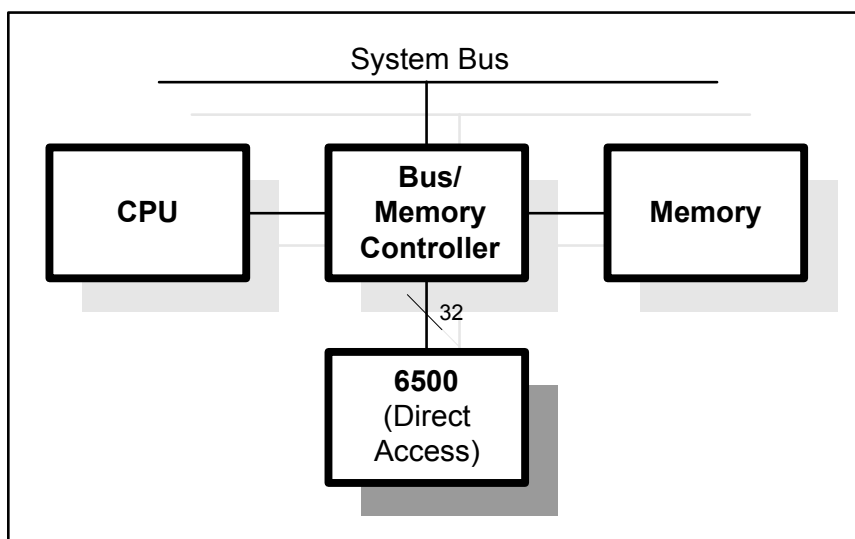 System Bus
CPU
Bus/
Memory
Controller
Memory
32
6500
(Direct
Access)